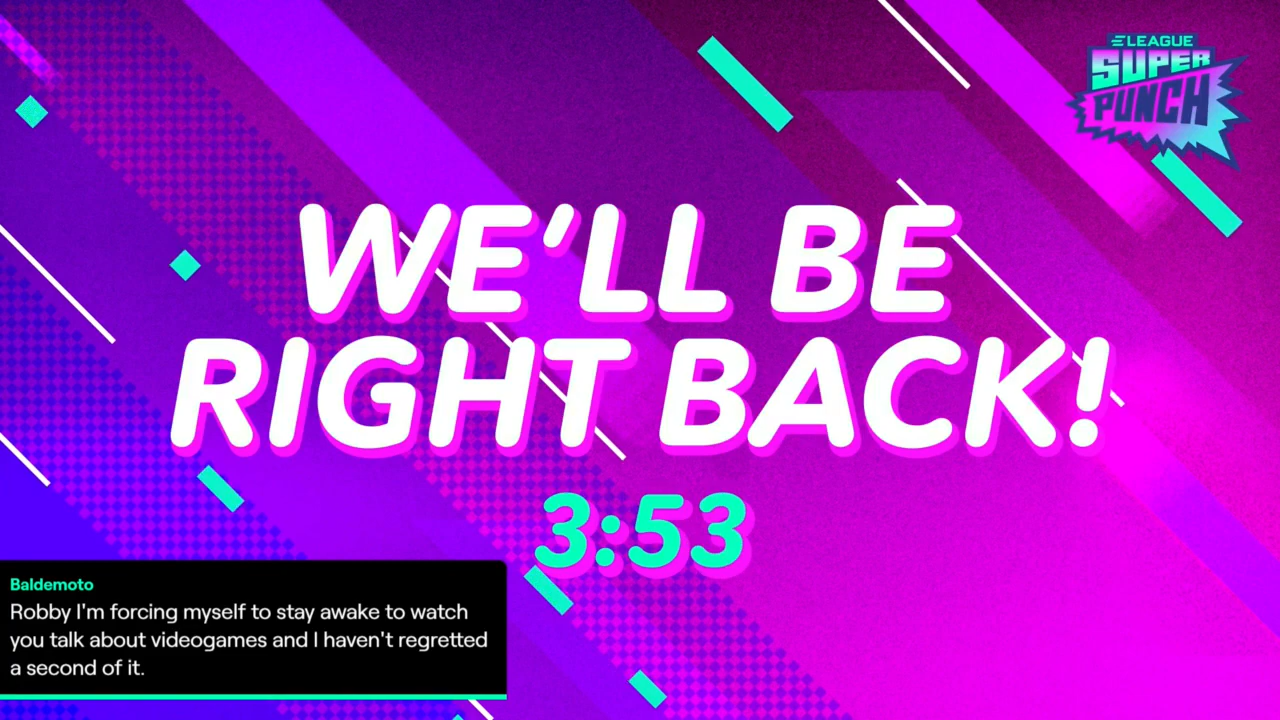 ELEAGUE
SUPER
PUNCH
WE'LL BE
RIGHT BACK!
3:53
Baldemoto
Robby I'm forcing myself to stay awake to watch
you talk about videogames and I haven't regretted
a second of it.